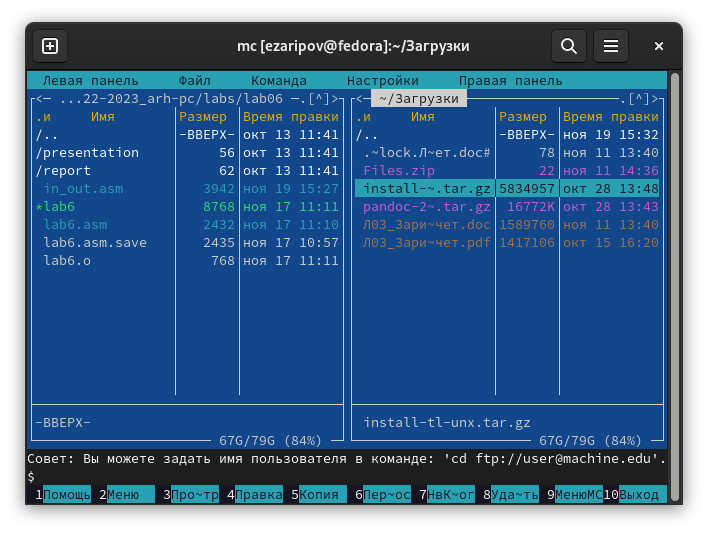 mc [ezaripov@fedora]:~/Загрузки
Левая панель Файл Команда Настройки Правая панель
<─ ...22-2023_arh-pc/labs/lab06 ─.[^]> <─ ~/Загрузки .[^]>
.и Имя Размер Время правки .и Имя Размер Время правки
/.. -ВВЕРХ- окт 13 11:41 /.. -ВВЕРХ- ноя 19 15:32
/presentation 56 окт 13 11:41 .~lock.Л~ет.doc# 78 ноя 11 13:40
/report 62 окт 13 11:41 Files.zip 22 ноя 11 14:36
in_out.asm 3942 ноя 19 15:27 install-~.tar.gz 5834957 окт 28 13:48
*lab6 8768 ноя 17 11:11 pandoc-2~.tar.gz 16772K окт 28 13:43
lab6.asm 2432 ноя 17 11:10 Л03_Зари~чет.doc 1589760 ноя 11 13:40
lab6.asm.save 2435 ноя 17 10:57 Л03_Зари~чет.pdf 1417106 окт 15 16:20
lab6.o 768 ноя 17 11:11
-ВВЕРХ- install-tl-unx.tar.gz
67G/79G (84%) 67G/79G (84%)
Совет: Вы можете задать имя пользователя в команде: 'cd ftp://user@machine.edu'.
$
1Помощь 2Меню 3Про~тр 4Правка 5Копия 6Пер~ос 7НвК~ог 8Уда~ть 9МенюMC 10Выход